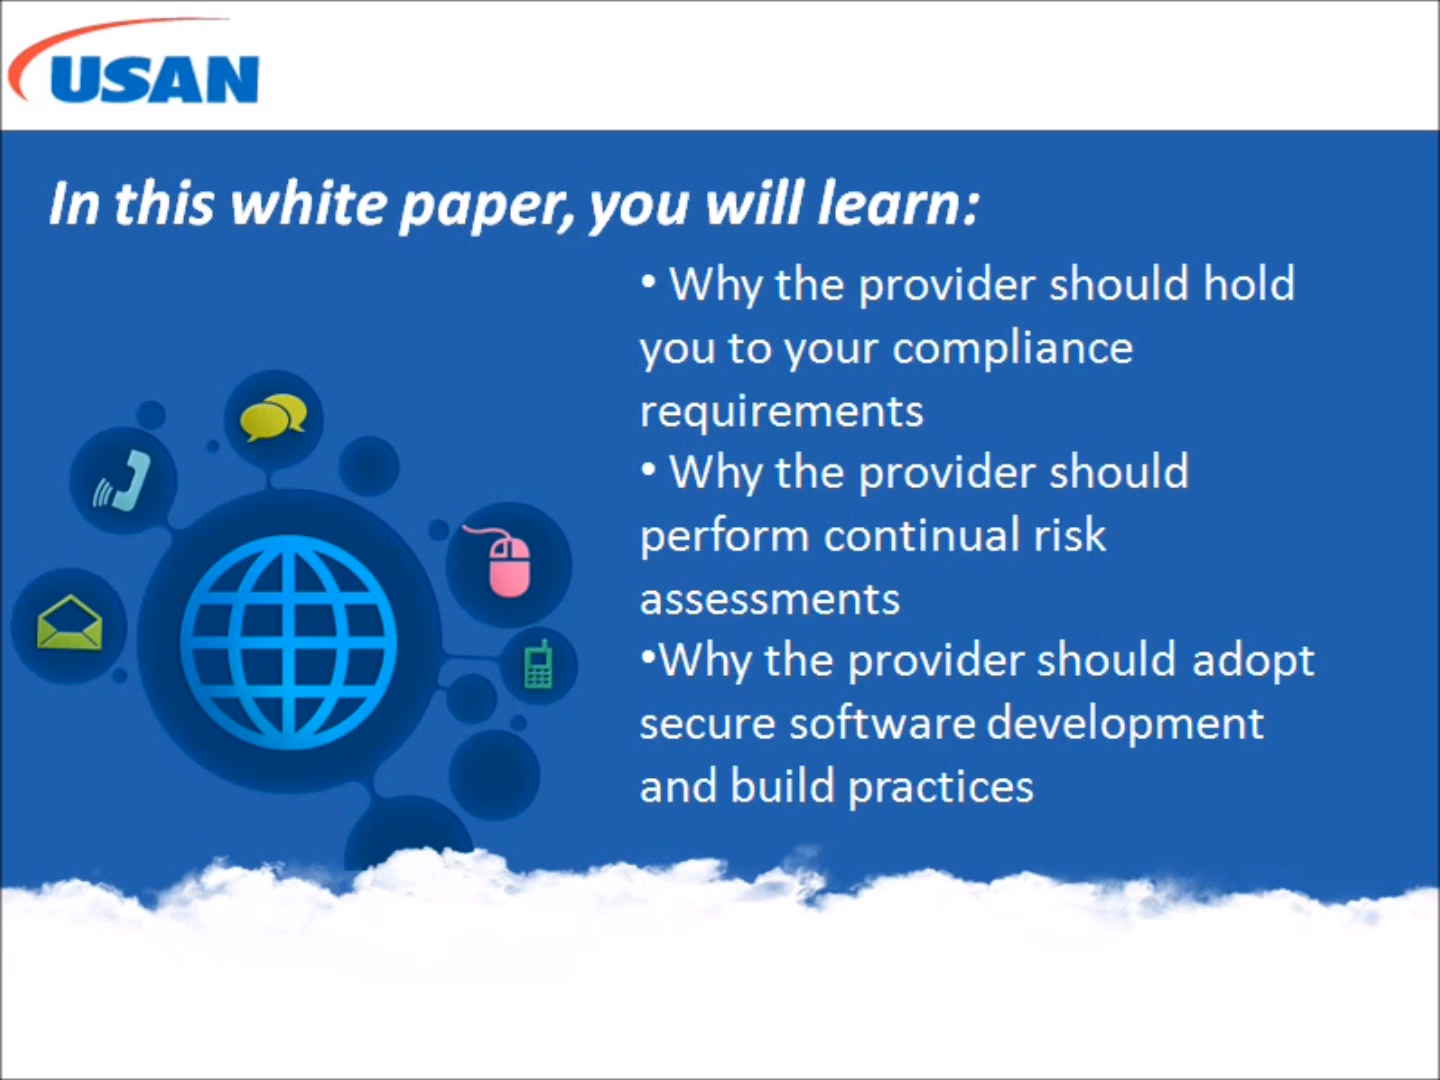 USAN
In this white paper, you will learn:
• Why the provider should hold
you to your compliance
requirements
• Why the provider should
perform continual risk
assessments
•Why the provider should adopt
secure software development
and build practices